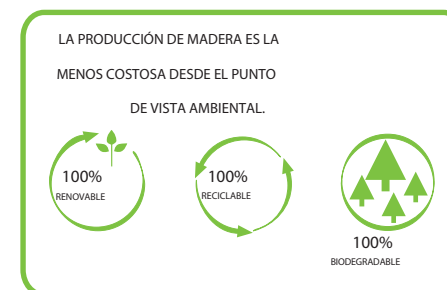 LA PRODUCCIÓN DE MADERA ES LA
MENOS COSTOSA DESDE EL PUNTO
DE VISTA AMBIENTAL.
100%
RENOVABLE
100%
RECICLABLE
100%
BIODEGRADABLE